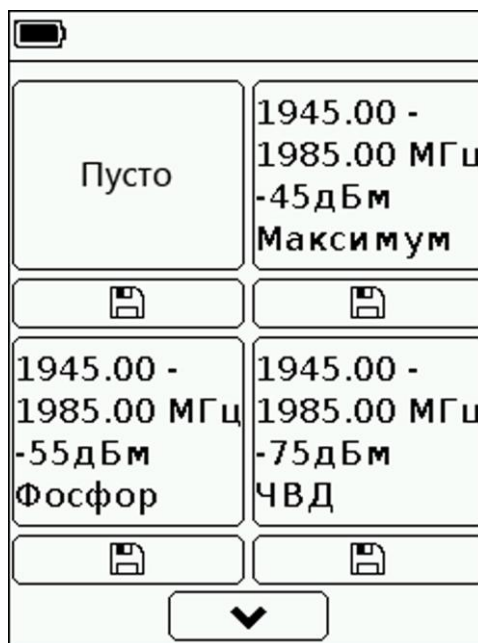 Пусто
1945.00 -
1985.00 МГц
-45дБм
Максимум
1945.00 -
1985.00 МГц
-55дБм
Фосфор
1945.00 -
1985.00 МГц
-75дБм
ЧВД